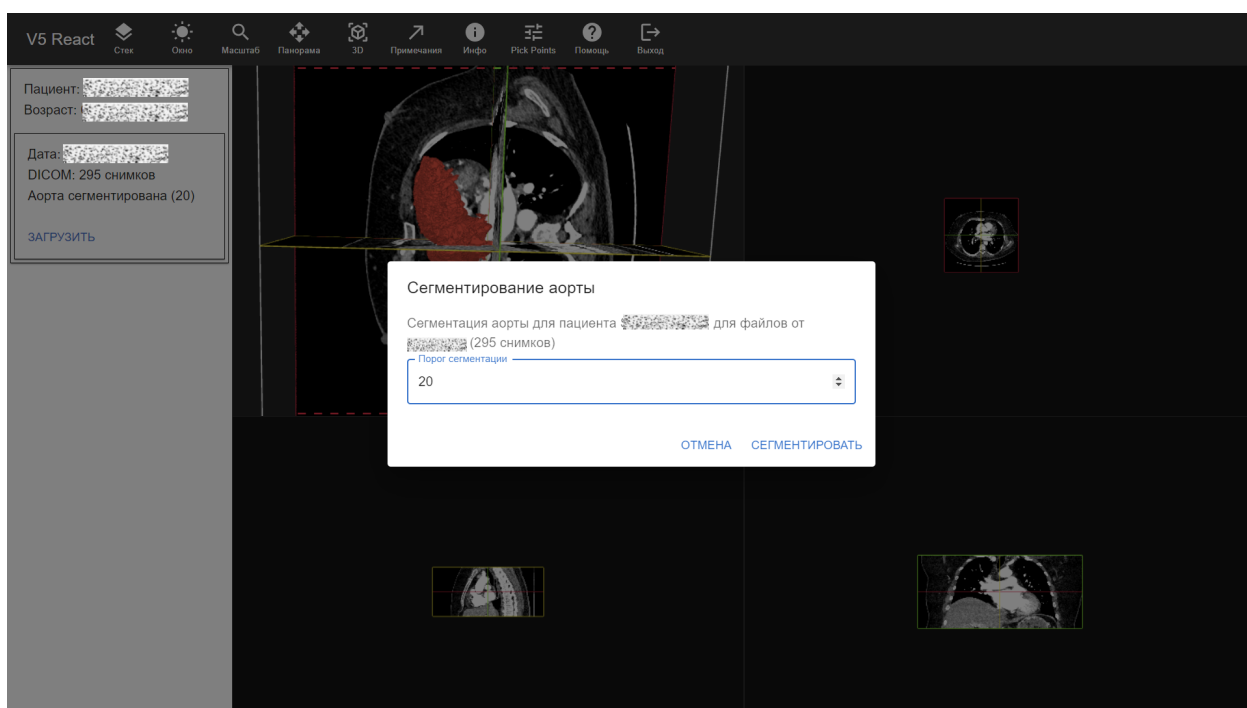 V5 React
Стек
Окно
Масштаб
Панорама
3D
Примечания
Инфо
Pick Points
Помощь
Выход
Пациент:
Возраст:
Дата:
DICOM: 295 снимков
Аорта сегментирована (20)
ЗАГРУЗИТЬ
Сегментирование аорты
Сегментация аорты для пациента для файлов от
(295 снимков)
Порог сегментации
20
ОТМЕНА
СЕГМЕНТИРОВАТЬ